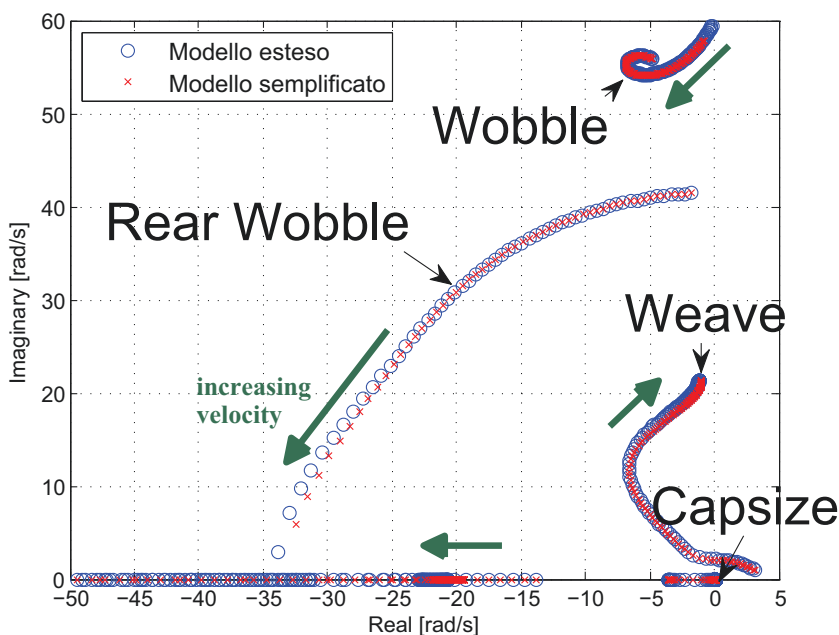 60
50
40
30
20
10
0
Imaginary [rad/s]
Modello esteso
Modello semplificato
Wobble
Rear Wobble
Weave
increasing
velocity
Capsize
−50 −45 −40 −35 −30 −25 −20 −15 −10 −5 0 5
Real [rad/s]